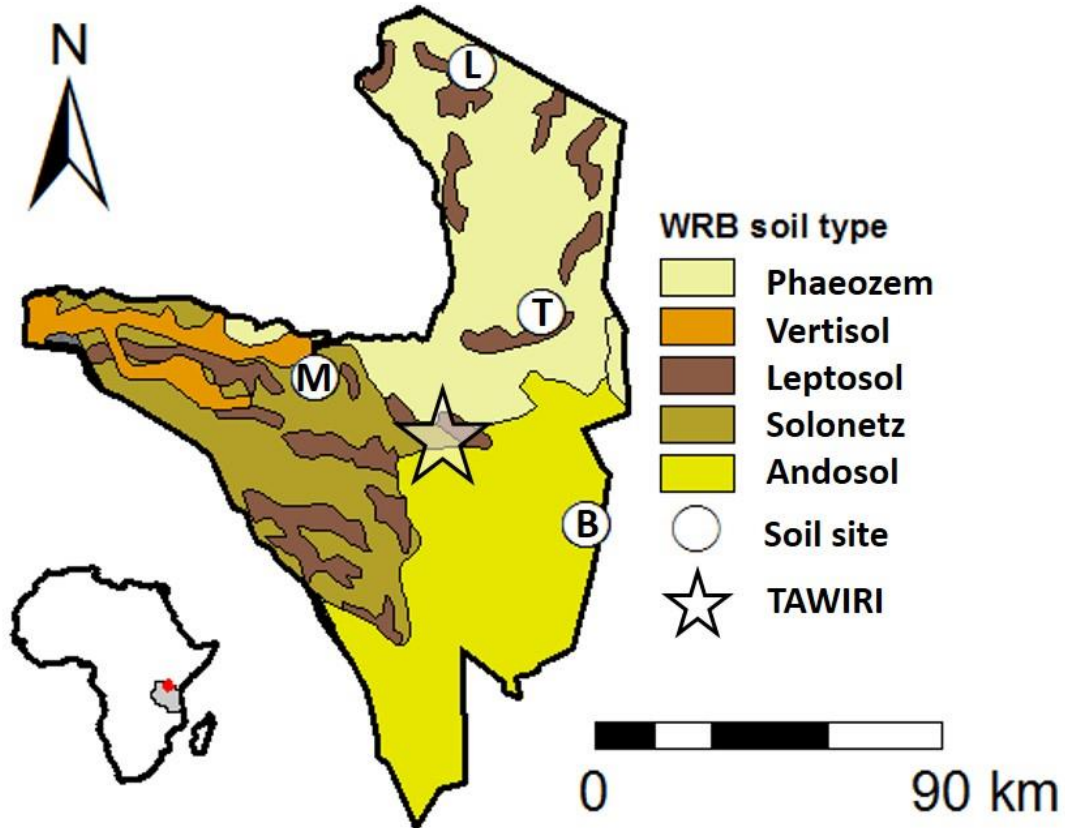 N
L
T
M
B
WRB soil type
Phaeozem
Vertisol
Leptosol
Solonetz
Andosol
Soil site
TAWIRI
0 90 km